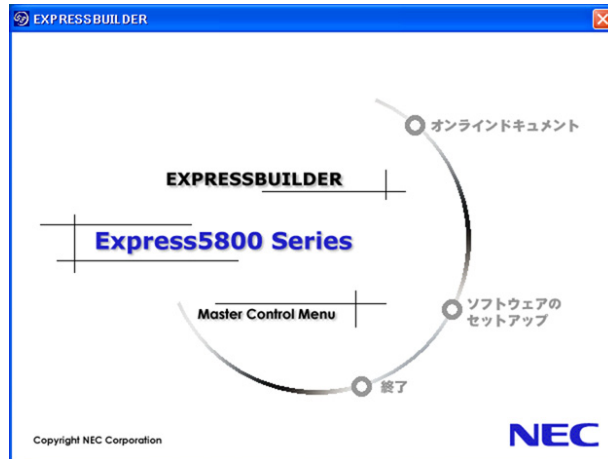 EXPRESSBUILDER
オンラインドキュメント
EXPRESSBUILDER
Express5800 Series
ソフトウェアの
セットアップ
Master Control Menu
終了
Copyright NEC Corporation
NEC